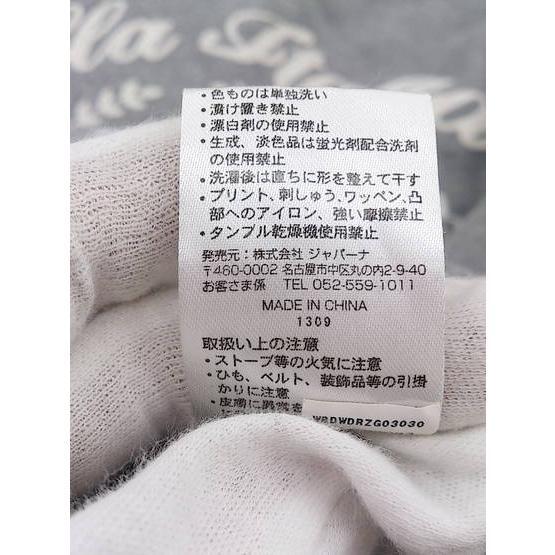 ・色ものは単独洗い
・漬け置き禁止
・漂白剤の使用禁止
・生成、淡色品は蛍光剤配合洗剤
の使用禁止
・洗濯後は直ちに形を整えて干す
・プリント、刺しゅう、ワッペン、凸
部へのアイロン、強い摩擦禁止
・タンブル乾燥機使用禁止
発売元：株式会社 ジャパーナ
〒460-0002 名古屋市中区丸の内2-9-40
お客さま係 TEL 052-559-1011
MADE IN CHINA
1309
取扱い上の注意
・ストーブ等の火気に注意
・ひも、ベルト、装飾品等の引掛
かりに注意
・皮膚に異常を
WRDWDRZG03030